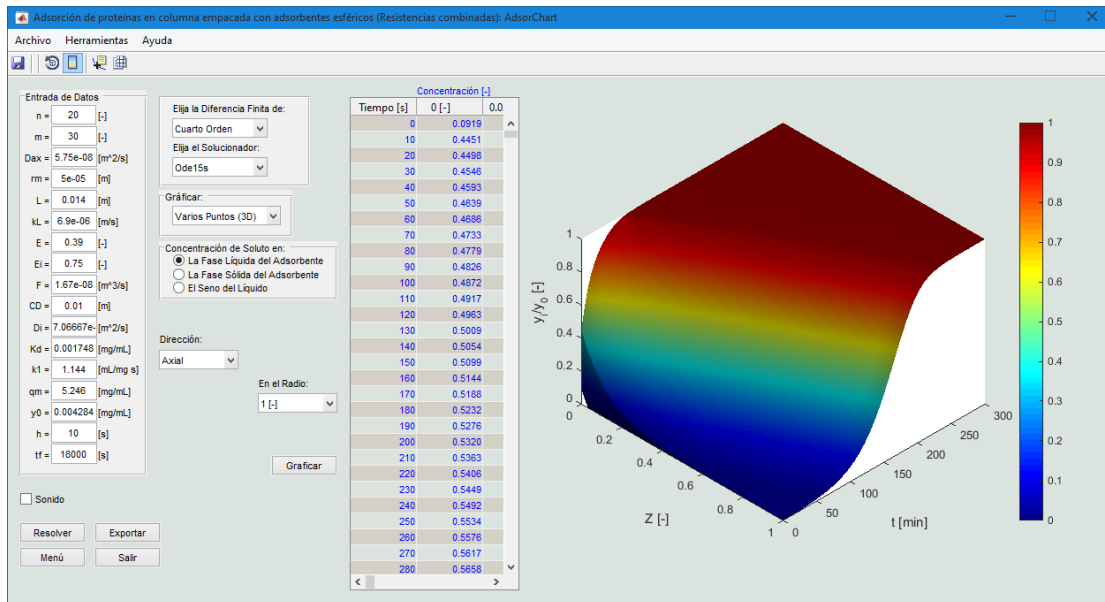 Adsorción de proteínas en columna empacada con adsorbentes esféricos (Resistencias combinadas): AdsorChart
Archivo Herramientas Ayuda
Entrada de Datos
n = 20 [-]
m = 30 [-]
Dax = 5.75e-08 [m^2/s]
rm = 5e-05 [m]
L = 0.014 [m]
kL = 6.9e-06 [m/s]
E = 0.39 [-]
Ei = 0.75 [-]
F = 1.67e-08 [m^3/s]
CD = 0.01 [m]
Di = 7.06667e- [m^2/s]
Kd = 0.001748 [mg/mL]
k1 = 1.144 [mL/mg s]
qm = 5.246 [mg/mL]
y0 = 0.004284 [mg/mL]
h = 10 [s]
tf = 18000 [s]
Sonido
Resolver Exportar
Menú Salir
Elija la Diferencia Finita de:
Cuarto Orden
Elija el Solucionador:
Ode15s
Gráficar:
Varios Puntos (3D)
Concentración de Soluto en:
La Fase Líquida del Adsorbente
La Fase Sólida del Adsorbente
El Seno del Líquido
Dirección:
Axial
En el Radio:
1 [-]
Graficar
Concentración [-]
Tiempo [s] 0 [-] 0.0
0 0.0919
10 0.4451
20 0.4498
30 0.4546
40 0.4593
50 0.4639
60 0.4686
70 0.4733
80 0.4779
90 0.4826
100 0.4872
110 0.4917
120 0.4963
130 0.5009
140 0.5054
150 0.5099
160 0.5144
170 0.5188
180 0.5232
190 0.5276
200 0.5320
210 0.5363
220 0.5406
230 0.5449
240 0.5492
250 0.5534
260 0.5576
270 0.5617
280 0.5658
yi/y0 [-]
1
0.8
0.6
0.4
0.2
0
0
0.2
0.4
0.6
0.8
1
Z [-]
0
50
100
150
200
250
300
t [min]
1
0.9
0.8
0.7
0.6
0.5
0.4
0.3
0.2
0.1
0